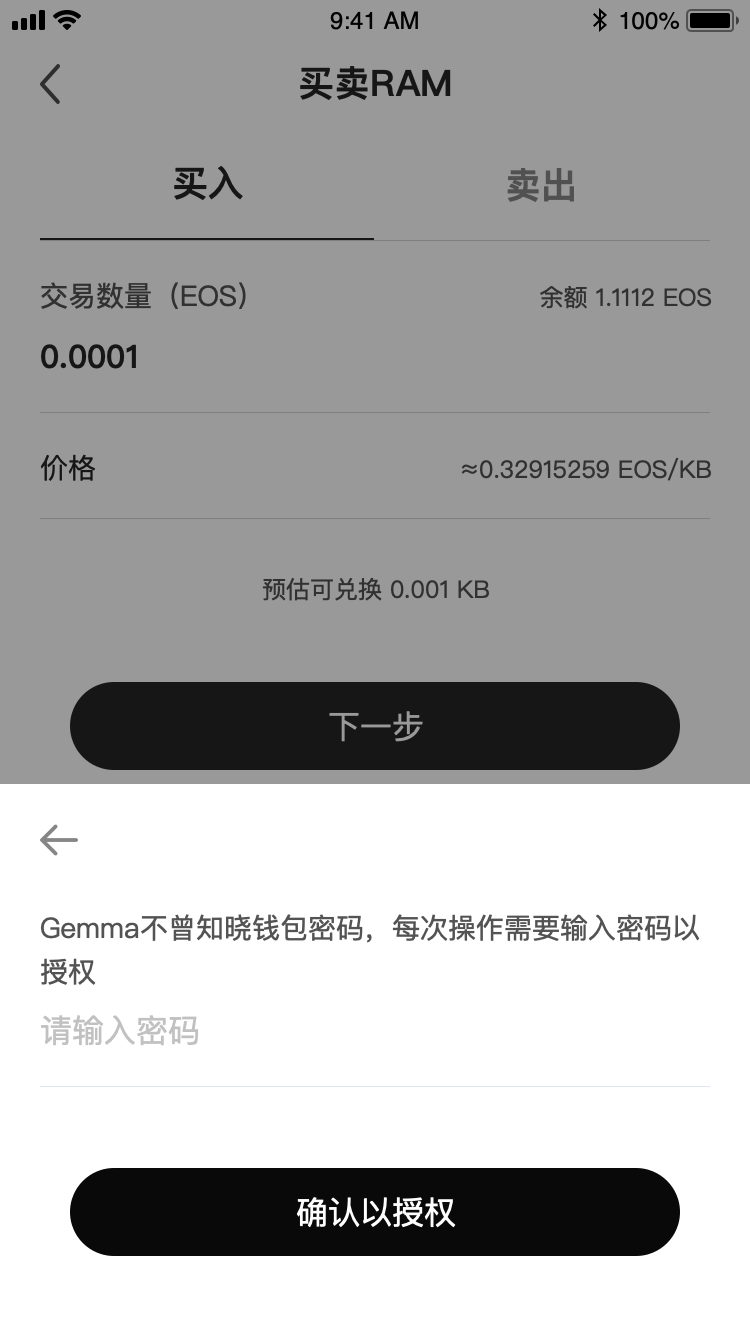 9:41 AM
100%
买卖RAM
买入
卖出
交易数量（EOS）
余额 1.1112 EOS
0.0001
价格
≈0.32915259 EOS/KB
预估可兑换 0.001 KB
下一步
Gemma不曾知晓钱包密码，每次操作需要输入密码以
授权
请输入密码
确认以授权